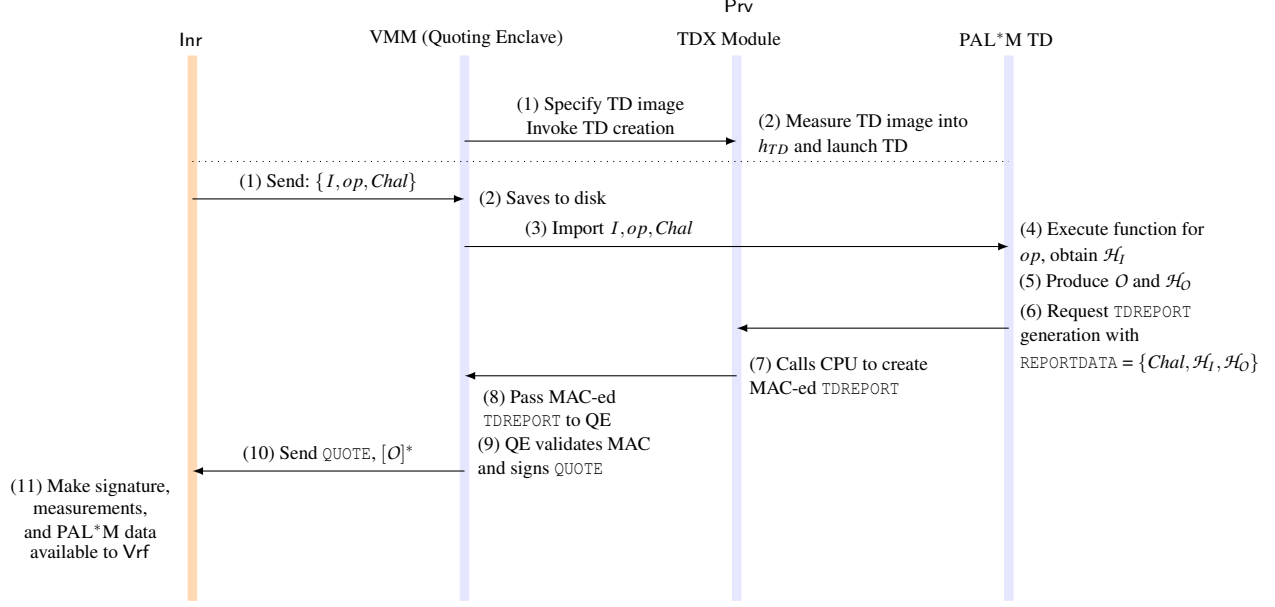 Prv
Inr
VMM (Quoting Enclave)
TDX Module
PAL*M TD
(1) Specify TD image
Invoke TD creation
(2) Measure TD image into
h_TD and launch TD
(1) Send: {I, op, Chal}
(2) Saves to disk
(3) Import I, op, Chal
(4) Execute function for
op, obtain ℋ_I
(5) Produce 𝒪 and ℋ_𝒪
(6) Request TDREPORT
generation with
REPORTDATA = {Chal, ℋ_I, ℋ_𝒪}
(7) Calls CPU to create
MAC-ed TDREPORT
(8) Pass MAC-ed
TDREPORT to QE
(9) QE validates MAC
and signs QUOTE
(10) Send QUOTE, [𝒪]*
(11) Make signature,
measurements,
and PAL*M data
available to Vrf